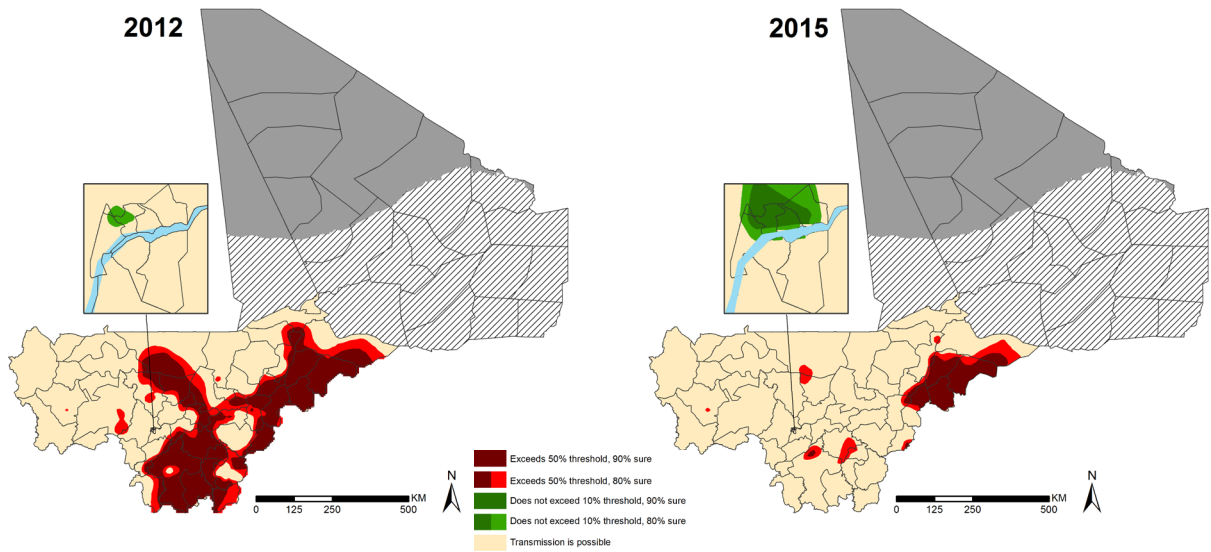 2012
2015
Exceeds 50% threshold, 90% sure
Exceeds 50% threshold, 80% sure
Does not exceed 10% threshold, 90% sure
Does not exceed 10% threshold, 80% sure
Transmission is possible
KM
0 125 250 500
N
KM
0 125 250 500
N